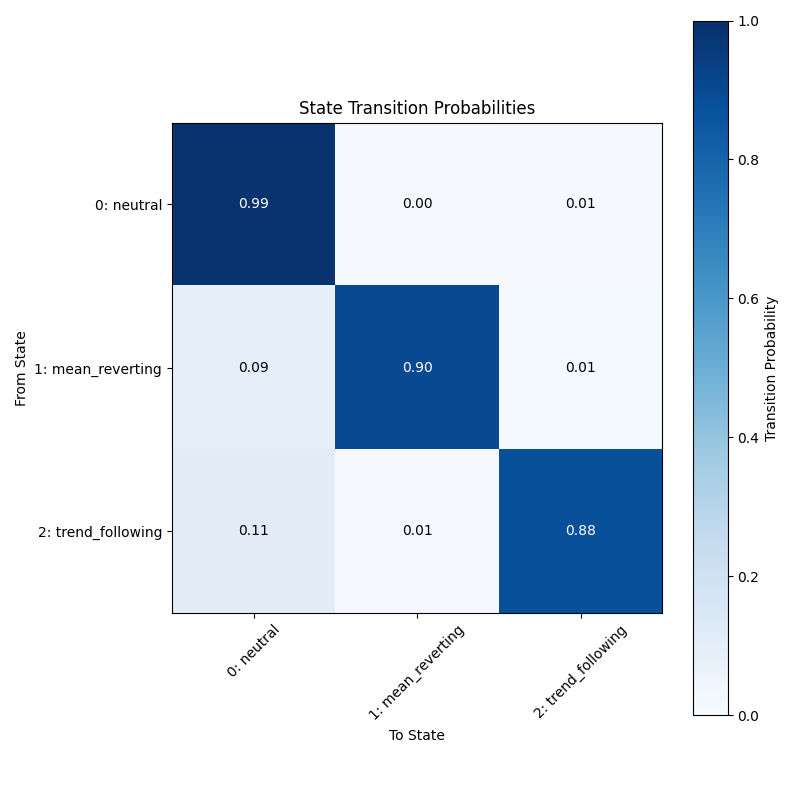 State Transition Probabilities
1.0
0.8
0.6
0.4
0.2
0.0
Transition Probability
From State
0: neutral
0.99
0.00
0.01
1: mean_reverting
0.09
0.90
0.01
2: trend_following
0.11
0.01
0.88
0: neutral
1: mean_reverting
2: trend_following
To State